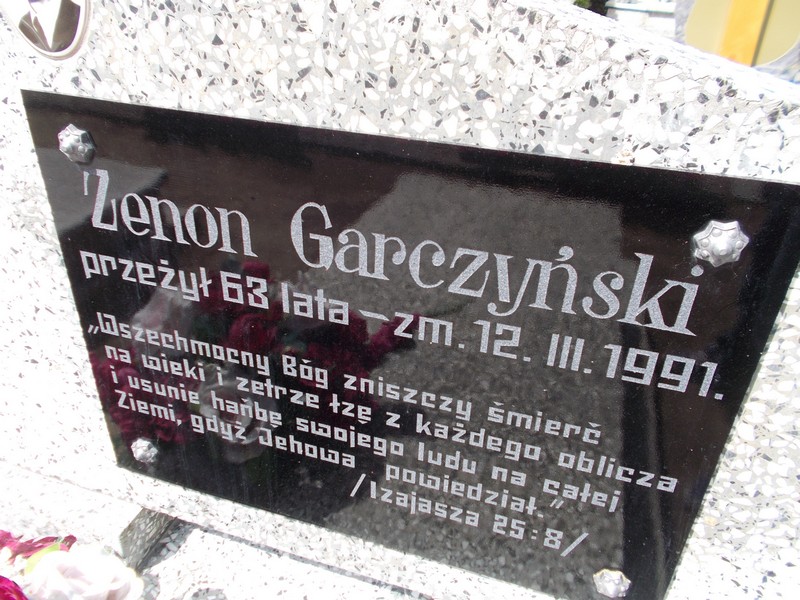 Zenon Garczyński
przeżył 63 lata – zm. 12. III. 1991.
„Wszechmocny Bóg zniszczy śmierć
na wieki i zetrze łzę z każdego oblicza
i usunie hańbę swojego ludu na całej
Ziemi, gdyż Jehowa powiedział.”
/Izajasza 25:8/